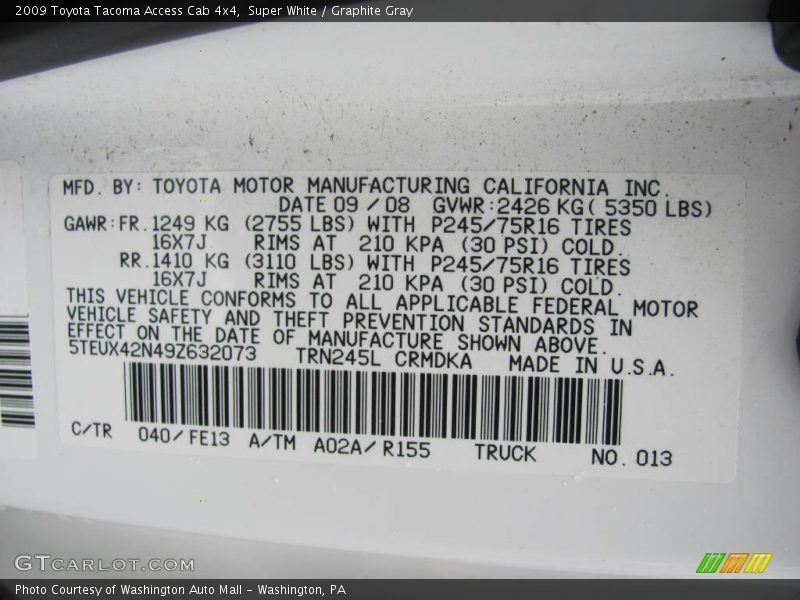 2009 Toyota Tacoma Access Cab 4x4,  Super White / Graphite Gray
MFD. BY: TOYOTA MOTOR MANUFACTURING CALIFORNIA INC.
DATE 09 / 08  GVWR:2426 KG( 5350 LBS)
GAWR:FR.1249 KG (2755 LBS) WITH P245/75R16 TIRES
16X7J RIMS AT 210 KPA (30 PSI) COLD.
RR.1410 KG (3110 LBS) WITH P245/75R16 TIRES
16X7J RIMS AT 210 KPA (30 PSI) COLD.
THIS VEHICLE CONFORMS TO ALL APPLICABLE FEDERAL MOTOR
VEHICLE SAFETY AND THEFT PREVENTION STANDARDS IN
EFFECT ON THE DATE OF MANUFACTURE SHOWN ABOVE.
5TEUX42N49Z632073 TRN245L CRMDKA MADE IN U.S.A.
C/TR 040/FE13 A/TM A02A/R155 TRUCK NO. 013
GTCARLOT.COM
Photo Courtesy of Washington Auto Mall - Washington, PA